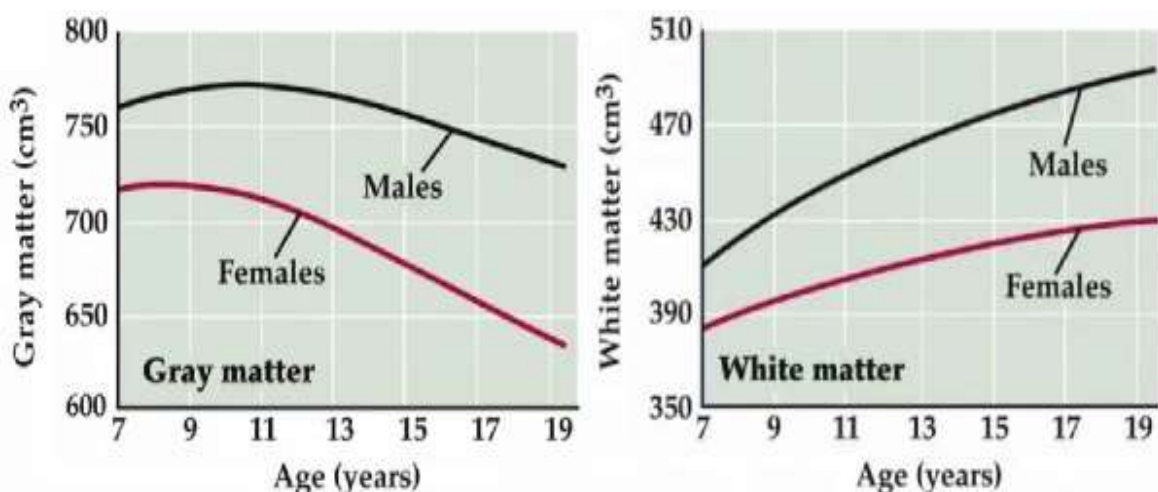 Gray matter (cm³)
800
750
700
650
600
Males
Females
Gray matter
7 9 11 13 15 17 19
Age (years)
White matter (cm³)
510
470
430
390
350
Males
Females
White matter
7 9 11 13 15 17 19
Age (years)